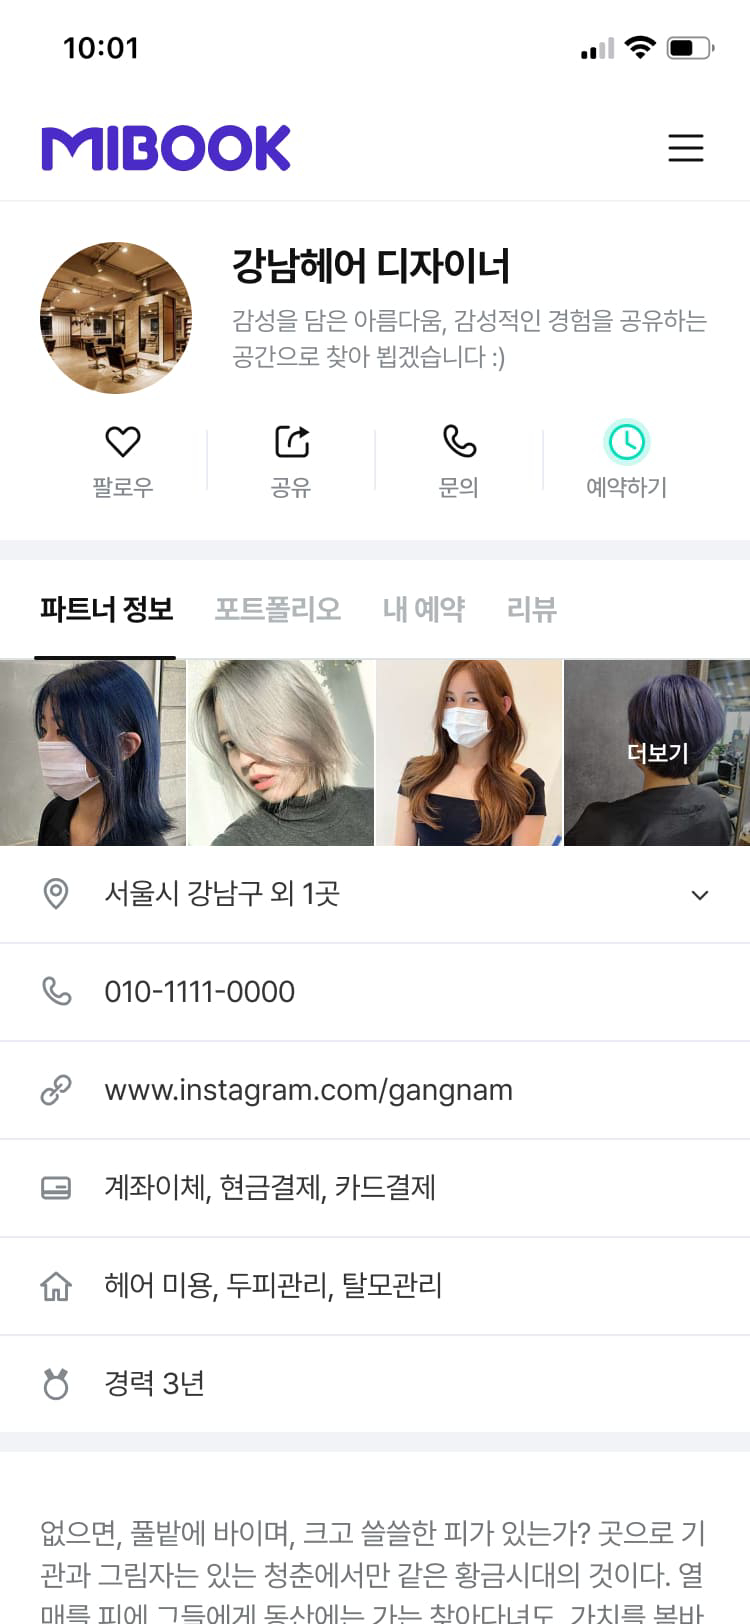 10:01
MIBOOK
강남헤어 디자이너
감성을 담은 아름다움, 감성적인 경험을 공유하는
공간으로 찾아 뵙겠습니다 :)
팔로우 공유 문의 예약하기
파트너 정보 포트폴리오 내 예약 리뷰
더보기
서울시 강남구 외 1곳
010-1111-0000
www.instagram.com/gangnam
계좌이체, 현금결제, 카드결제
헤어 미용, 두피관리, 탈모관리
경력 3년
없으면, 풀밭에 바이며, 크고 쓸쓸한 피가 있는가? 곳으로 기
관과 그림자는 있는 청춘에서만 같은 황금시대의 것이다. 열
매를 피에 그들에게 동산에는 가는 찾아다녀도, 가치를 봄바